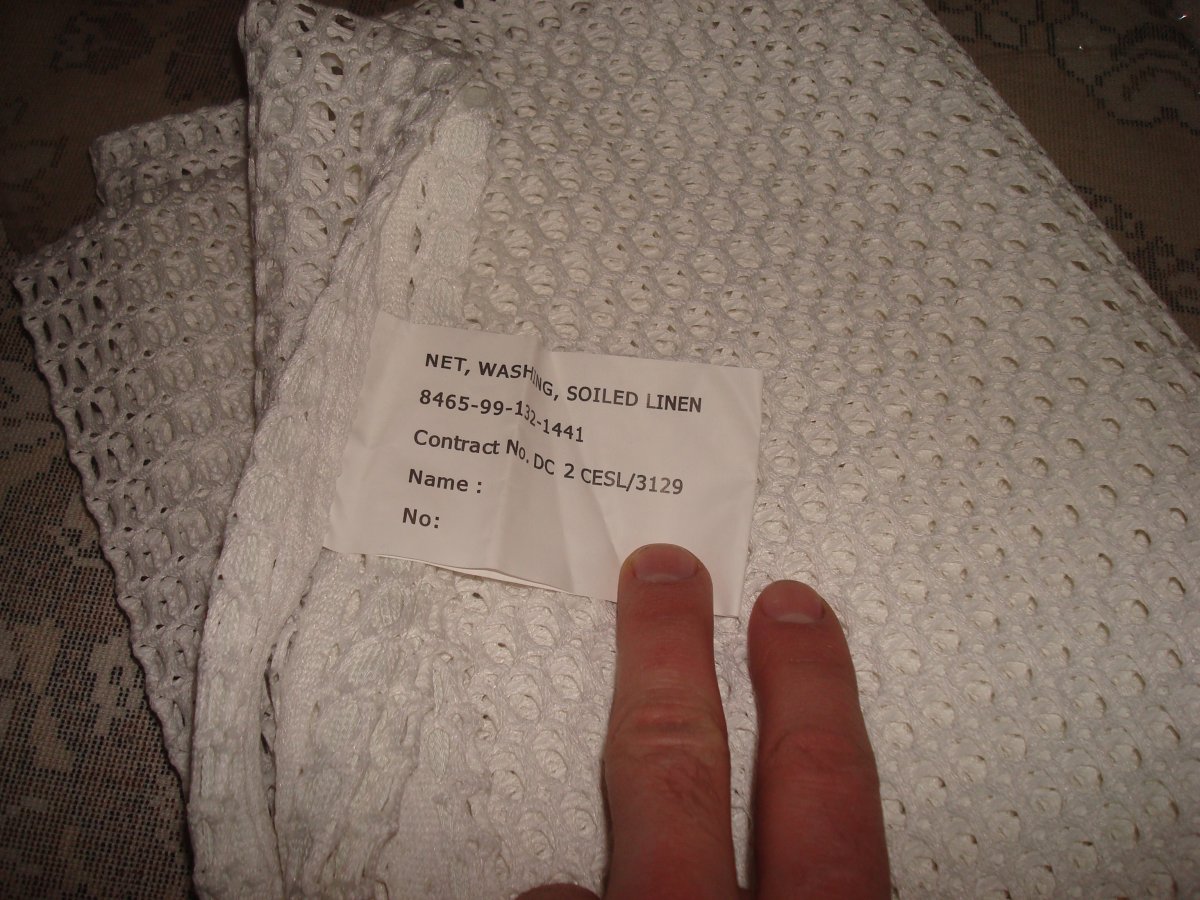 NET, WASHING, SOILED LINEN
8465-99-132-1441
Contract No. DC 2 CESL/3129
Name :
No: